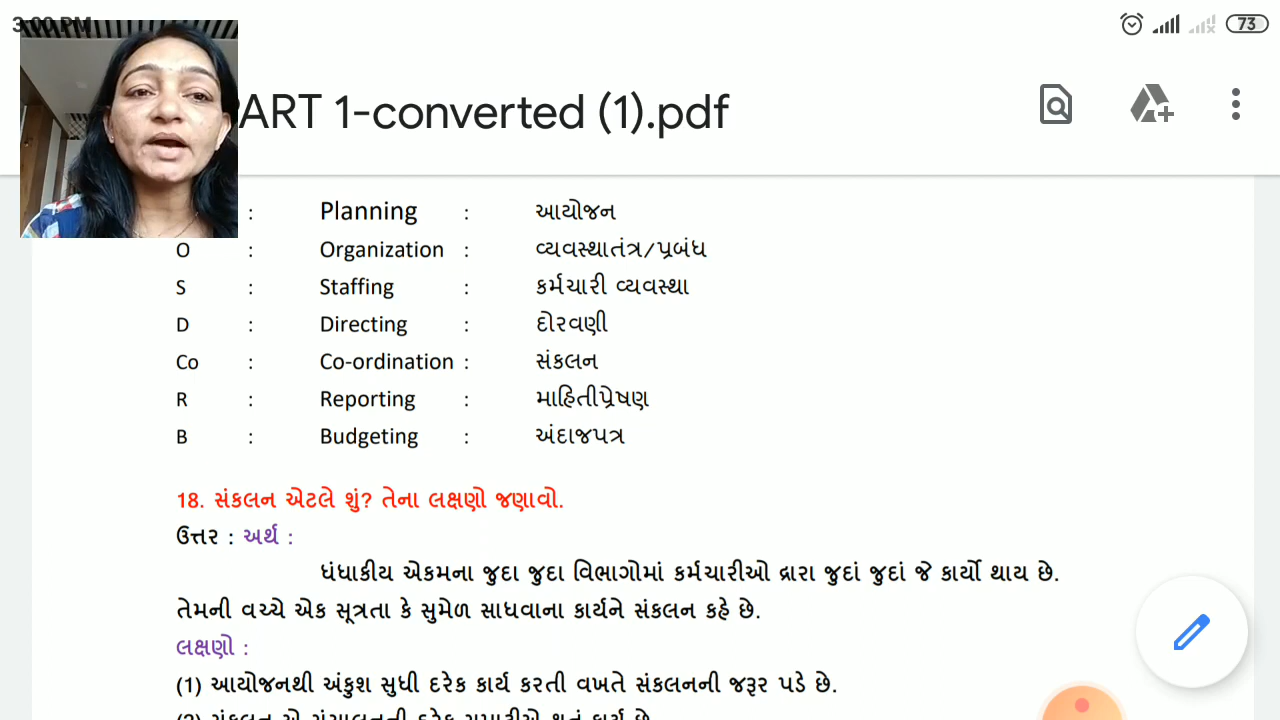 3:00 PM
73
ART 1-converted (1).pdf
: Planning : આયોજન
O : Organization : વ્યવસ્થાતંત્ર/પ્રબંધ
S : Staffing : કર્મચારી વ્યવસ્થા
D : Directing : દોરવણી
Co : Co-ordination : સંકલન
R : Reporting : માહિતીપ્રેષણ
B : Budgeting : અંદાજપત્ર
18. સંકલન એટલે શું? તેના લક્ષણો જણાવો.
ઉત્તર : અર્થ :
ધંધાકીય એકમના જુદા જુદા વિભાગોમાં કર્મચારીઓ દ્રારા જુદાં જુદાં જે કાર્યો થાય છે.
તેમની વચ્ચે એક સૂત્રતા કે સુમેળ સાધવાના કાર્યને સંકલન કહે છે.
લક્ષણો :
(1) આયોજનથી અંકુશ સુધી દરેક કાર્ય કરતી વખતે સંકલનની જરૂર પડે છે.